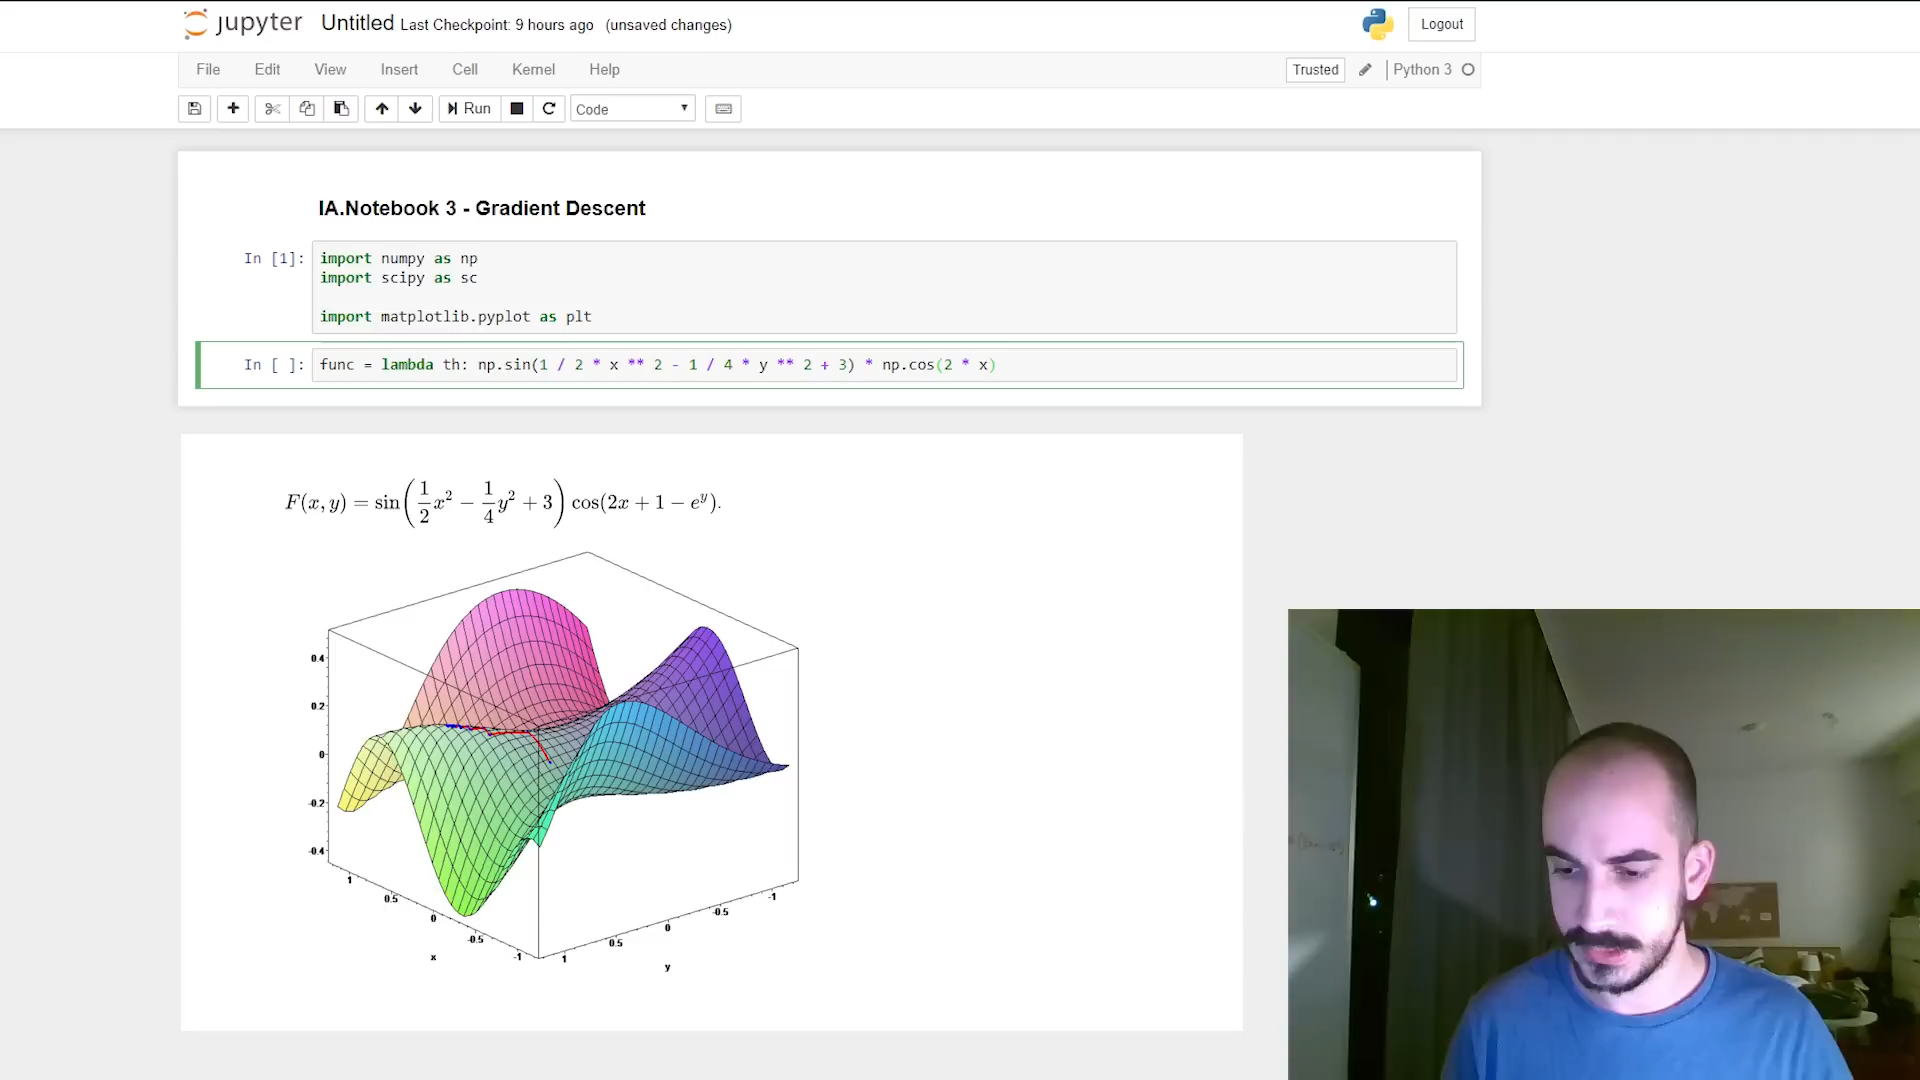 jupyter Untitled Last Checkpoint: 9 hours ago (unsaved changes) Logout
File Edit View Insert Cell Kernel Help Trusted Python 3
Run Code
IA.Notebook 3 - Gradient Descent
In [1]: import numpy as np
import scipy as sc
import matplotlib.pyplot as plt
In [ ]: func = lambda th: np.sin(1 / 2 * x ** 2 - 1 / 4 * y ** 2 + 3) * np.cos(2 * x)
F(x, y) = sin(1/2 x² − 1/4 y² + 3) cos(2x + 1 − e^y).
0.4
0.2
0
-0.2
-0.4
1 0.5 0 -0.5 -1
x
1 0.5 0 -0.5 -1
y